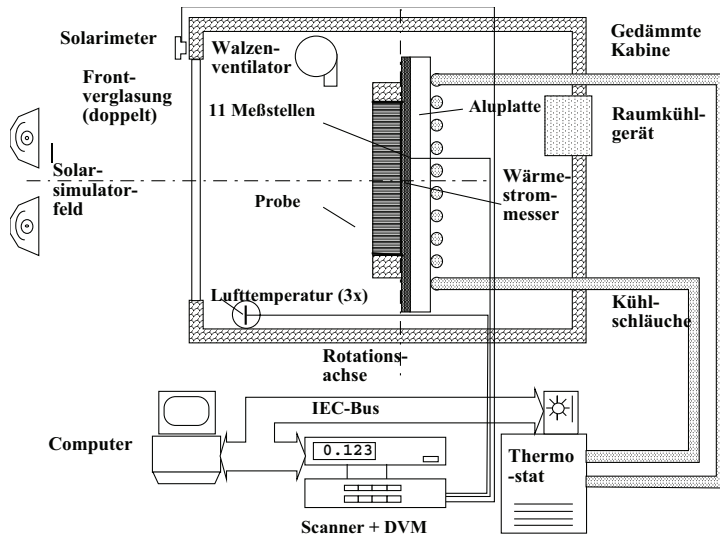 Solarimeter
Walzen-
ventilator
Gedämmte
Kabine
Front-
verglasung
(doppelt)
11 Meßstellen
Aluplatte
Raumkühl-
gerät
Solar-
simulator-
feld
Wärme-
strom-
messer
Probe
Lufttemperatur (3x)
Kühl-
schläuche
Rotations-
achse
IEC-Bus
Computer
0.123
Thermo
-stat
Scanner + DVM